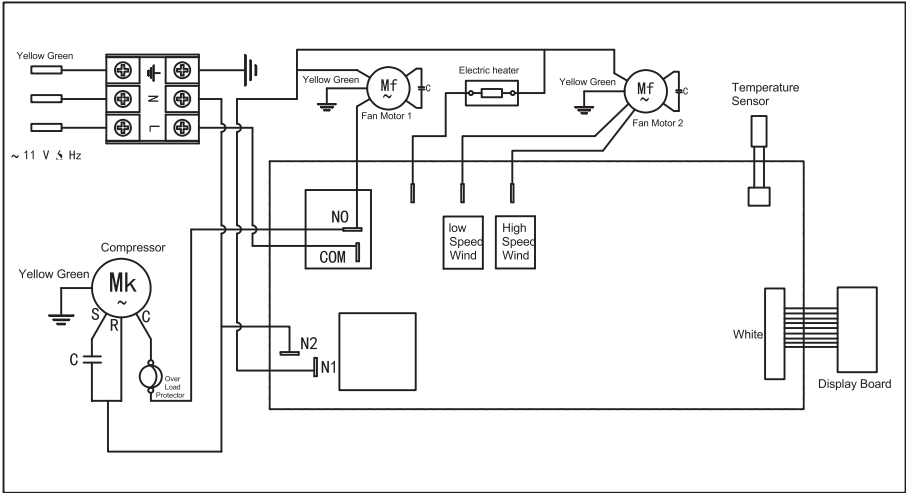 Yellow Green
N
L
~ 11 V Hz
Yellow Green
Mf
~
C
Fan Motor 1
Electric heater
Yellow Green
Mf
~
C
Fan Motor 2
Temperature
Sensor
NO
COM
low
Speed
Wind
High
Speed
Wind
Compressor
Yellow Green
Mk
~
S
R
C
C
Over
Load
Protector
N2
N1
White
Display Board